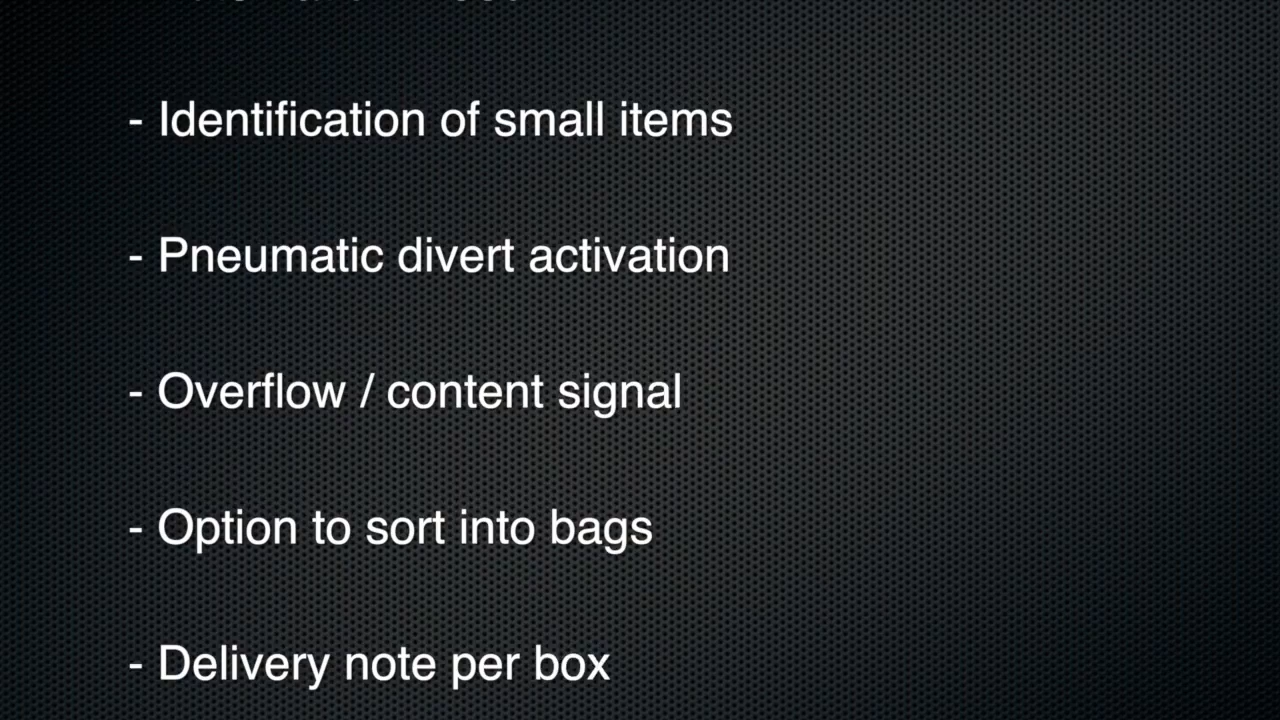 - Identification of small items
- Pneumatic divert activation
- Overflow / content signal
- Option to sort into bags
- Delivery note per box